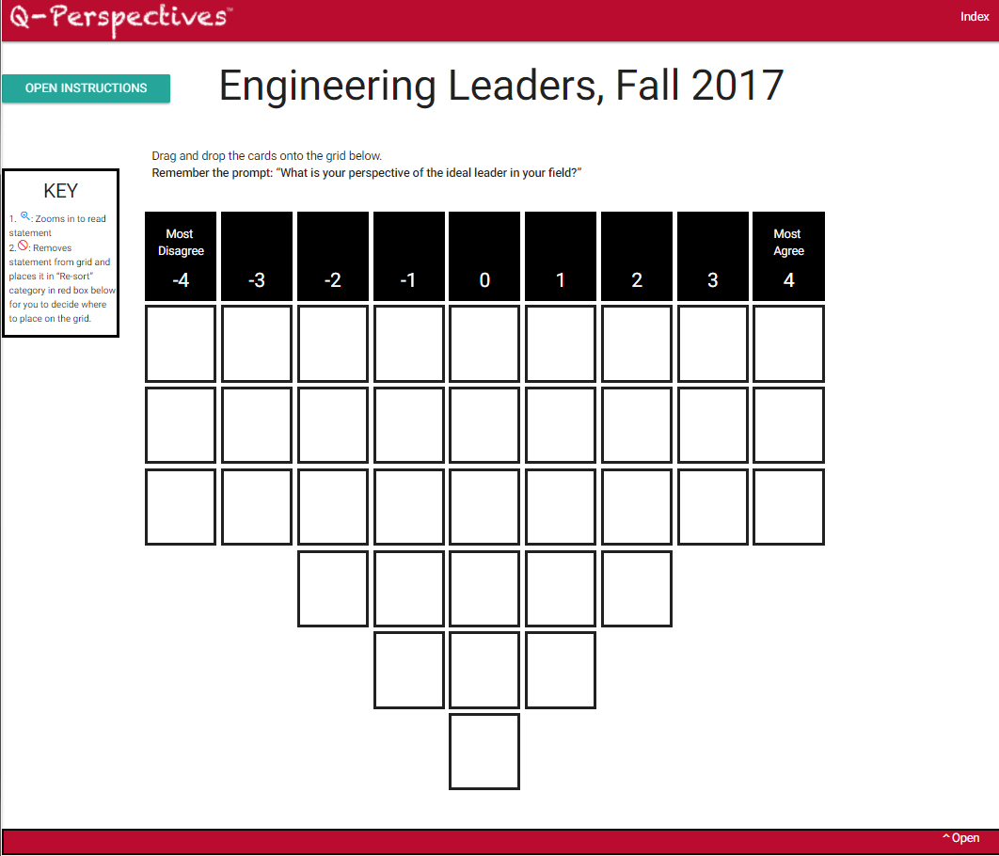 Q-Perspectives™
Index
OPEN INSTRUCTIONS
Engineering Leaders, Fall 2017
Drag and drop the cards onto the grid below.
Remember the prompt: "What is your perspective of the ideal leader in your field?"
KEY
1. : Zooms in to read
statement
2. : Removes
statement from grid and
places it in "Re-sort"
category in red box below
for you to decide where
to place on the grid.
Most
Disagree
-4
-3
-2
-1
0
1
2
3
Most
Agree
4
^ Open